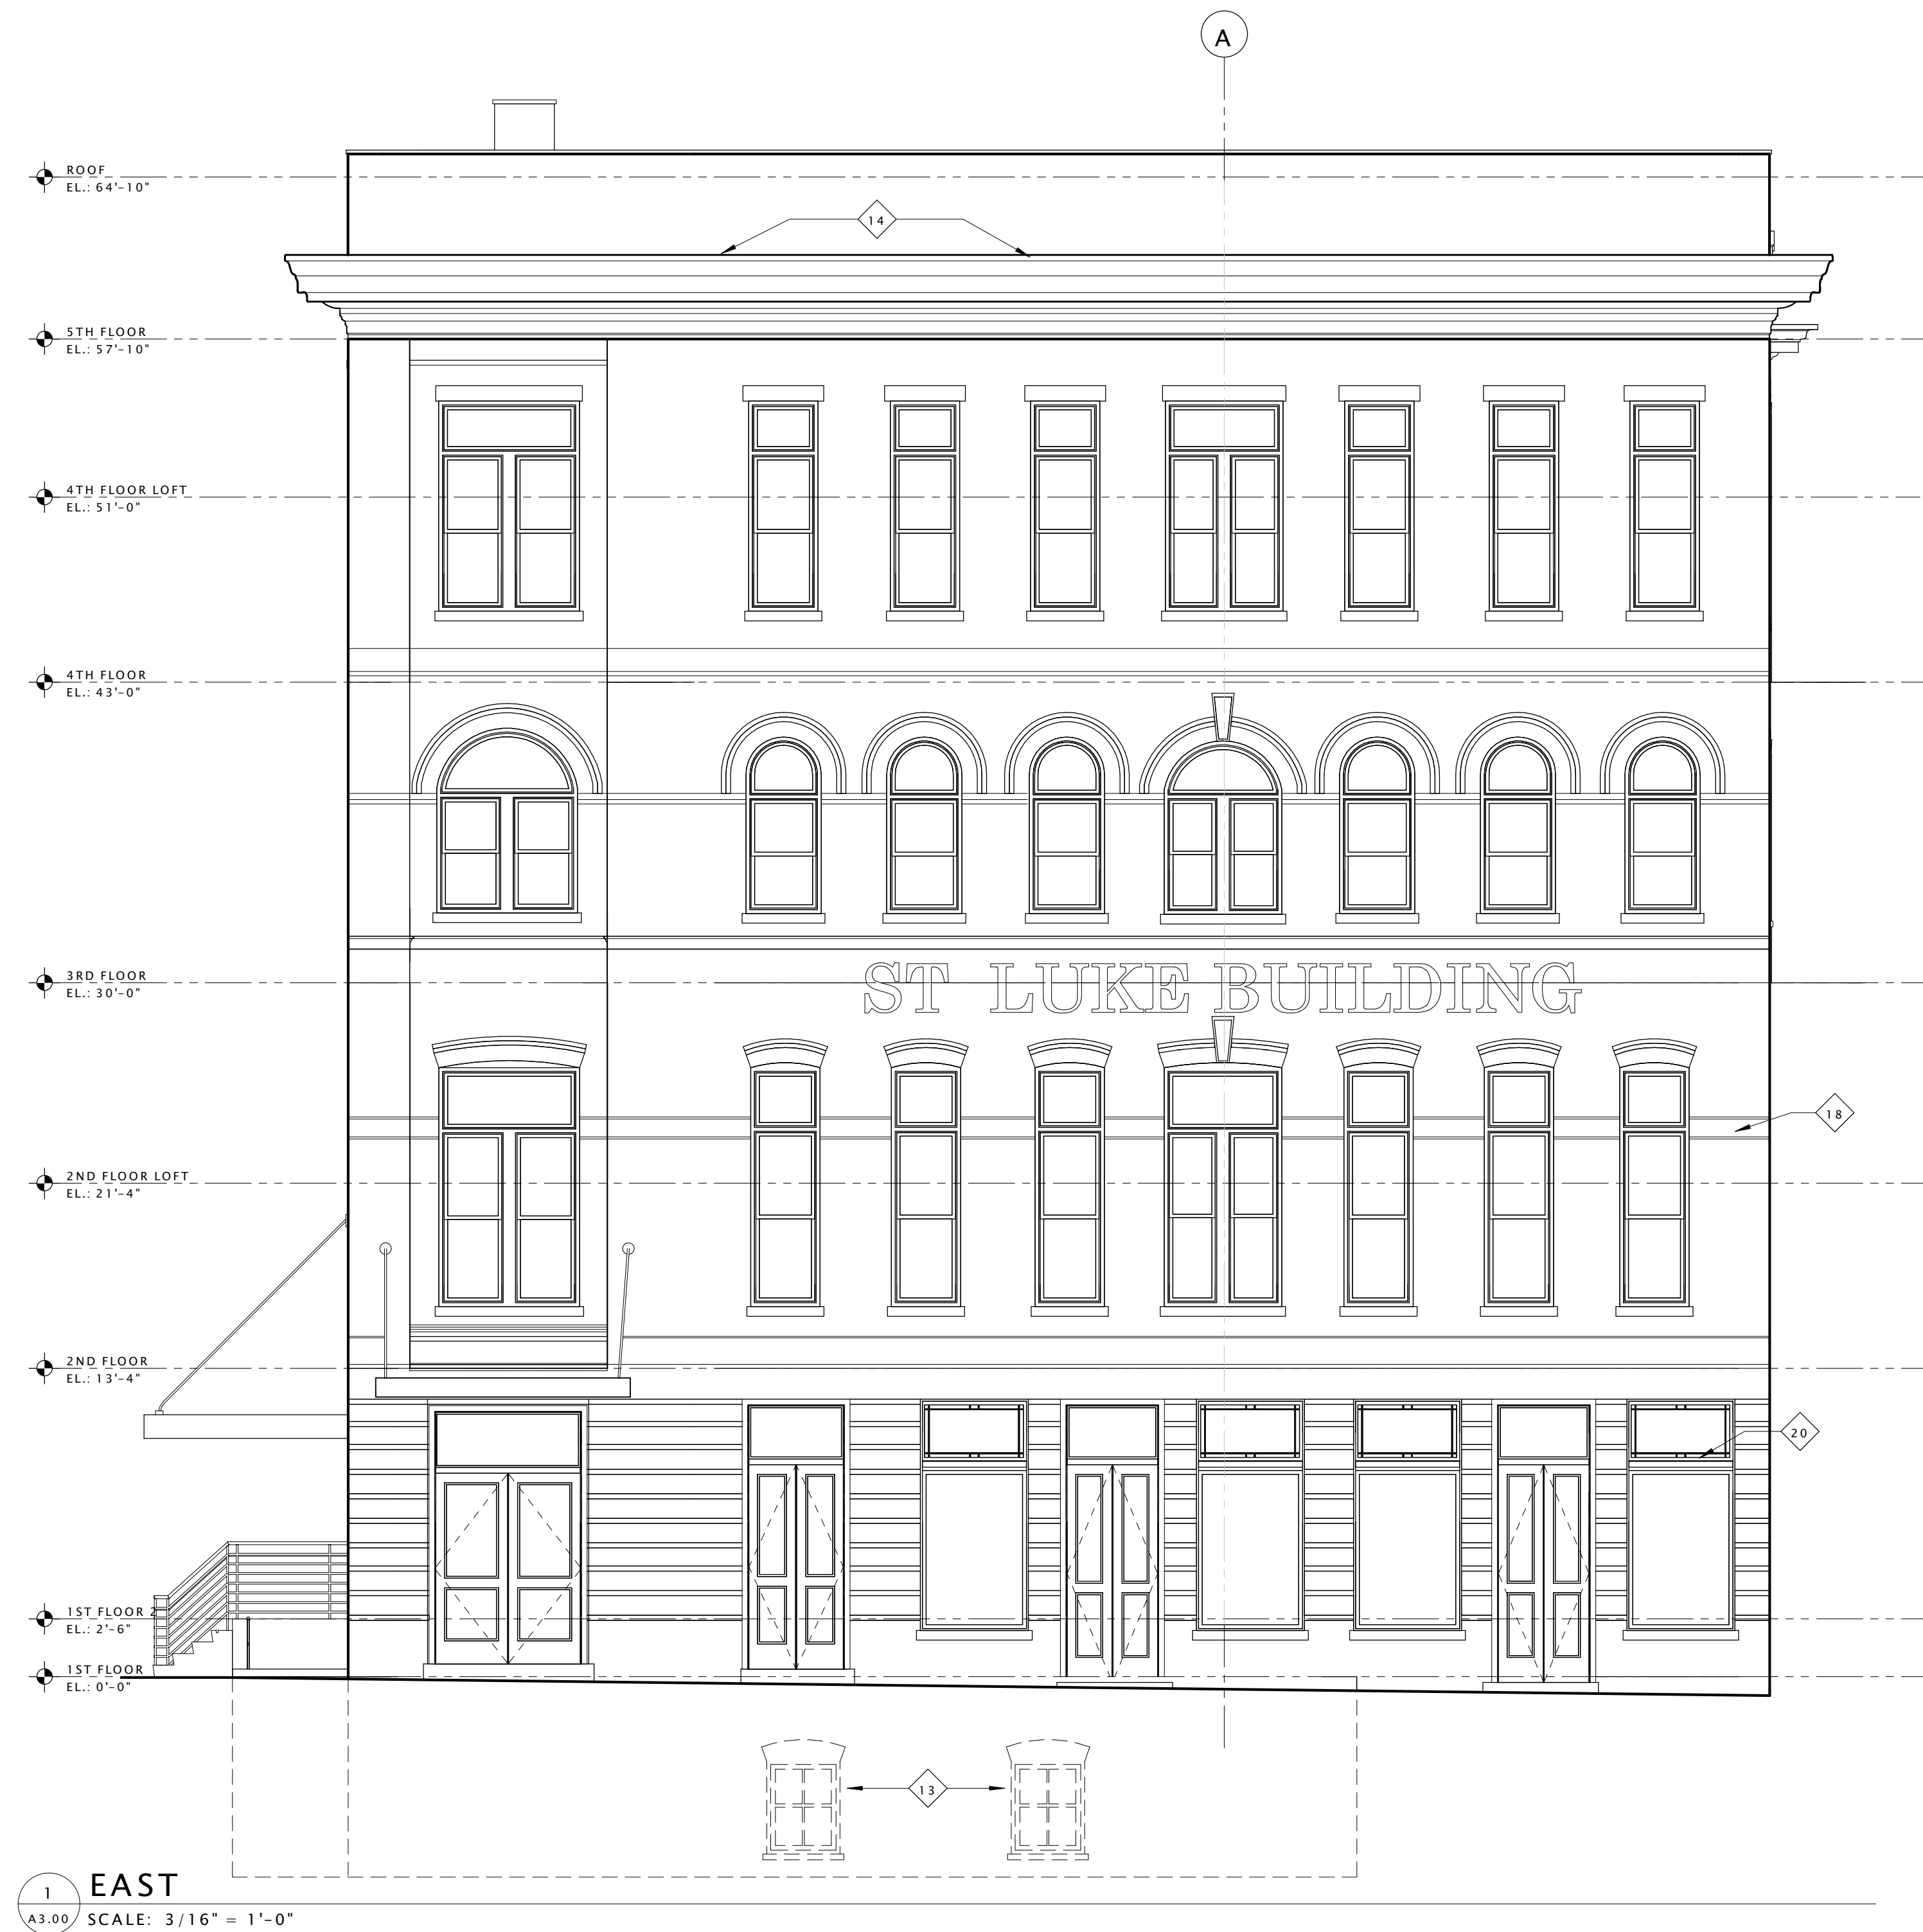 A
ROOF
EL.: 64'-10"
14
5TH FLOOR
EL.: 57'-10"
4TH FLOOR LOFT
EL.: 51'-0"
4TH FLOOR
EL.: 43'-0"
3RD FLOOR
EL.: 30'-0"
ST LUKE BUILDING
18
2ND FLOOR LOFT
EL.: 21'-4"
2ND FLOOR
EL.: 13'-4"
20
1ST FLOOR 2
EL.: 2'-6"
1ST FLOOR
EL.: 0'-0"
13
1
A3.00
EAST
SCALE: 3/16" = 1'-0"